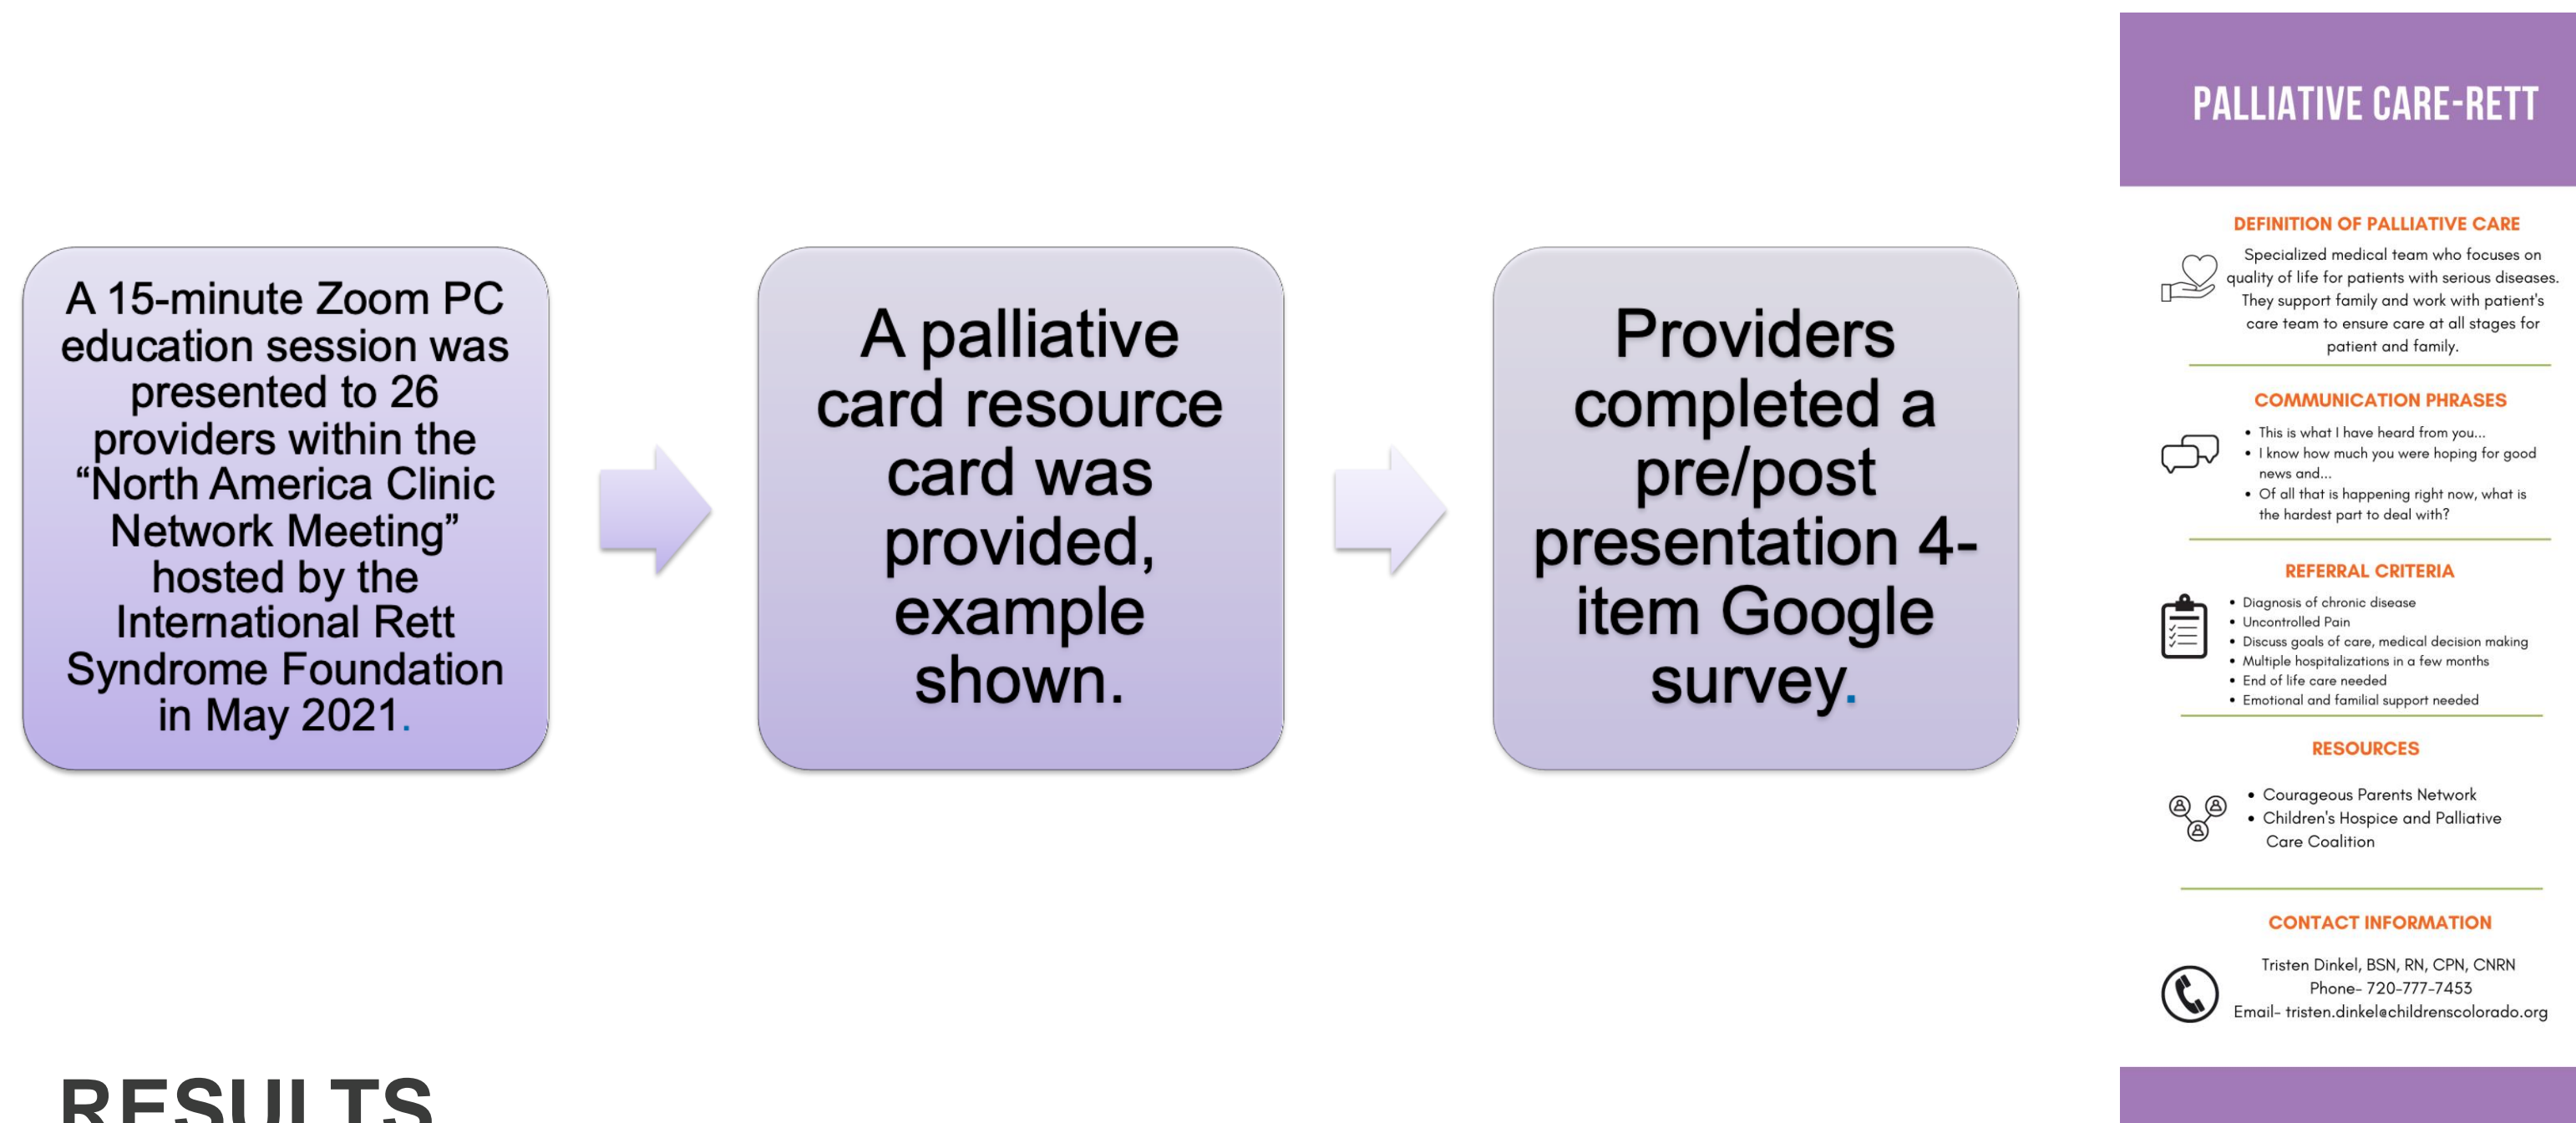 A 15-minute Zoom PC
education session was
presented to 26
providers within the
“North America Clinic
Network Meeting”
hosted by the
International Rett
Syndrome Foundation
in May 2021.
A palliative
card resource
card was
provided,
example
shown.
Providers
completed a
pre/post
presentation 4-
item Google
survey.
PALLIATIVE CARE-RETT
DEFINITION OF PALLIATIVE CARE
Specialized medical team who focuses on
quality of life for patients with serious diseases.
They support family and work with patient's
care team to ensure care at all stages for
patient and family.
COMMUNICATION PHRASES
• This is what I have heard from you...
• I know how much you were hoping for good
news and...
• Of all that is happening right now, what is
the hardest part to deal with?
REFERRAL CRITERIA
• Diagnosis of chronic disease
• Uncontrolled Pain
• Discuss goals of care, medical decision making
• Multiple hospitalizations in a few months
• End of life care needed
• Emotional and familial support needed
RESOURCES
• Courageous Parents Network
• Children's Hospice and Palliative
Care Coalition
CONTACT INFORMATION
Tristen Dinkel, BSN, RN, CPN, CNRN
Phone- 720-777-7453
Email- tristen.dinkel@childrenscolorado.org
RESULTS